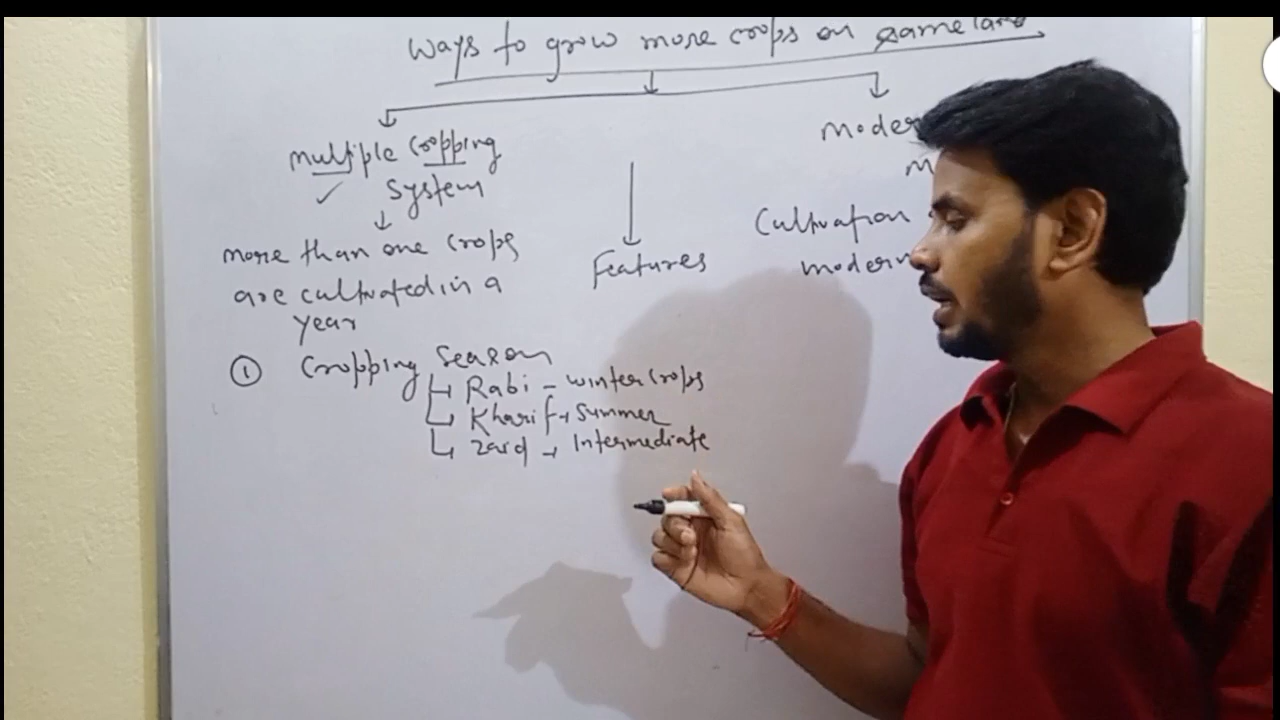 Ways to grow more crops on same land
multiple cropping
system
more than one crops
are cultivated in a
year
Features
Moder
M
Cultivation
modern
① Cropping Season
Rabi - winter crops
Kharif → Summer
Zaid → Intermediate